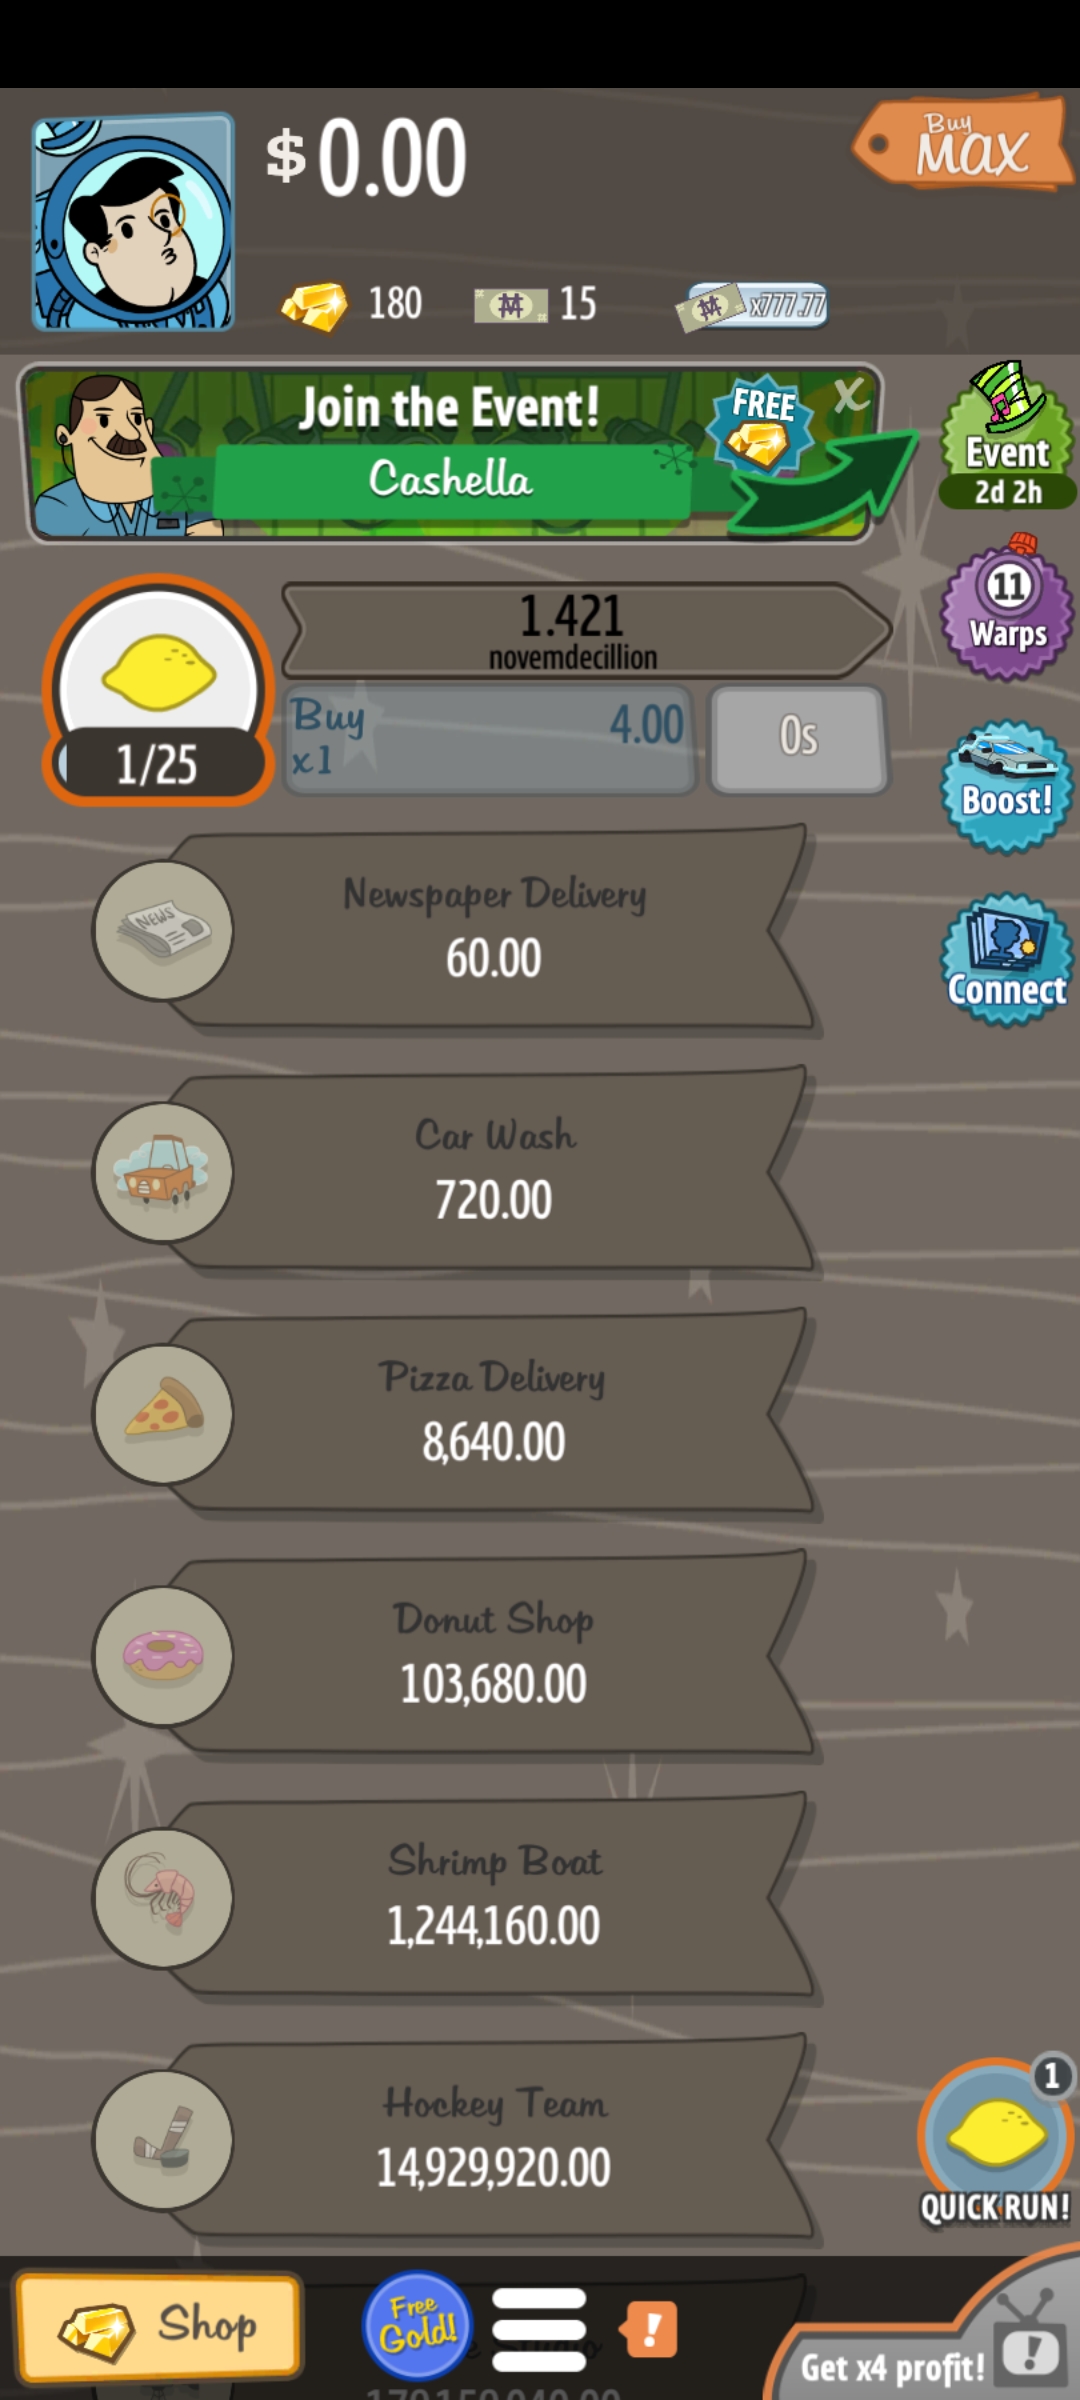 $0.00
Buy
MAX
180
15
x777.77
Join the Event!
FREE
X
Cashella
Event
2d 2h
1.421
novemdecillion
11
Warps
Buy
x1
4.00
0s
1/25
Boost!
NEWS
Newspaper Delivery
60.00
Connect
Car Wash
720.00
Pizza Delivery
8,640.00
Donut Shop
103,680.00
Shrimp Boat
1,244,160.00
Hockey Team
14,929,920.00
1
QUICK RUN!
Shop
Free
Gold!
!
Get x4 profit!
!